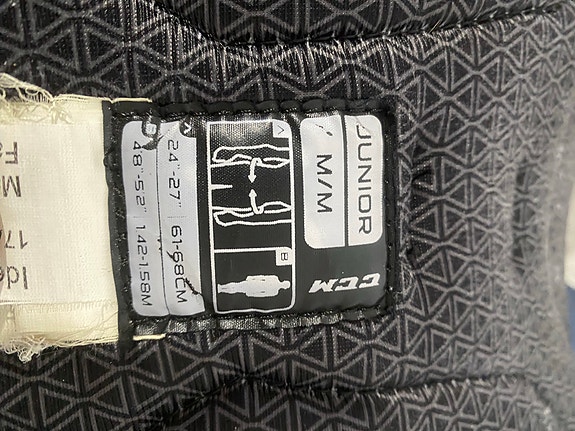 JUNIOR
M/M
CCM
A
B
A 24"-27" 61-68CM
B 48"-52" 142-158M